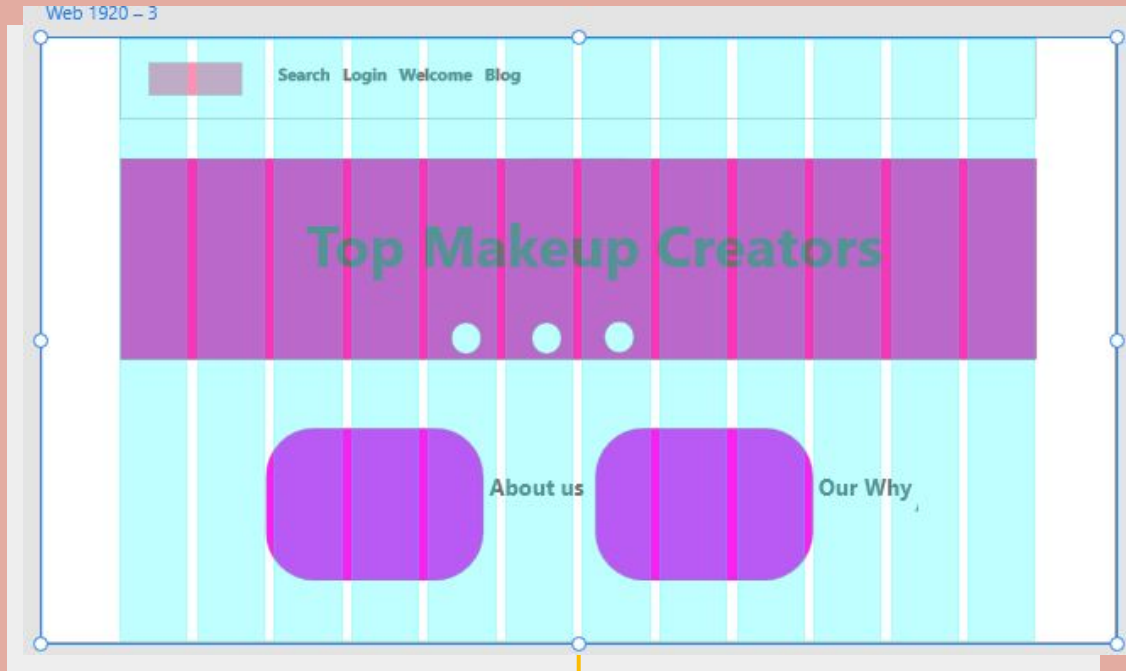 Web 1920 – 3
Search Login Welcome Blog
Top Makeup Creators
About us
Our Why